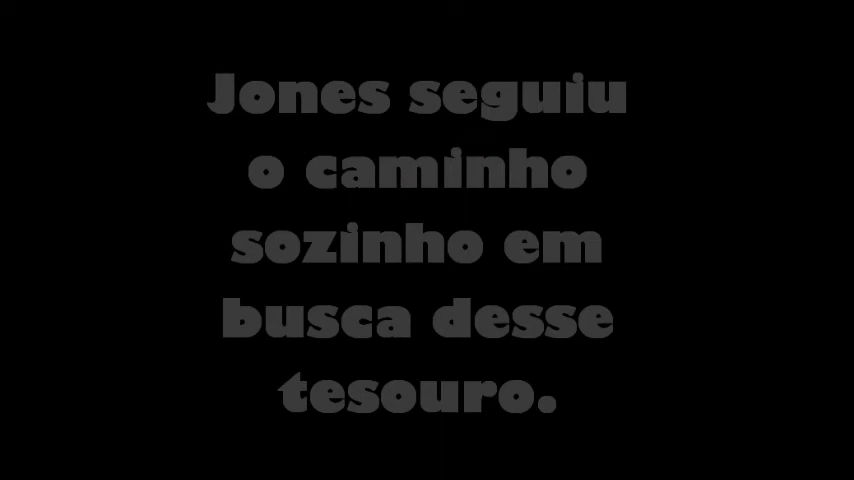 Jones seguiu
o caminho
sozinho em
busca desse
tesouro.